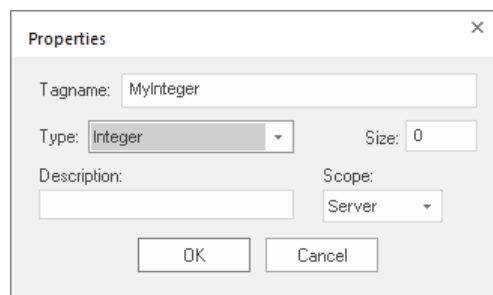 Properties
Tagname: MyInteger
Type: Integer Size: 0
Description: Scope:
Server
OK Cancel